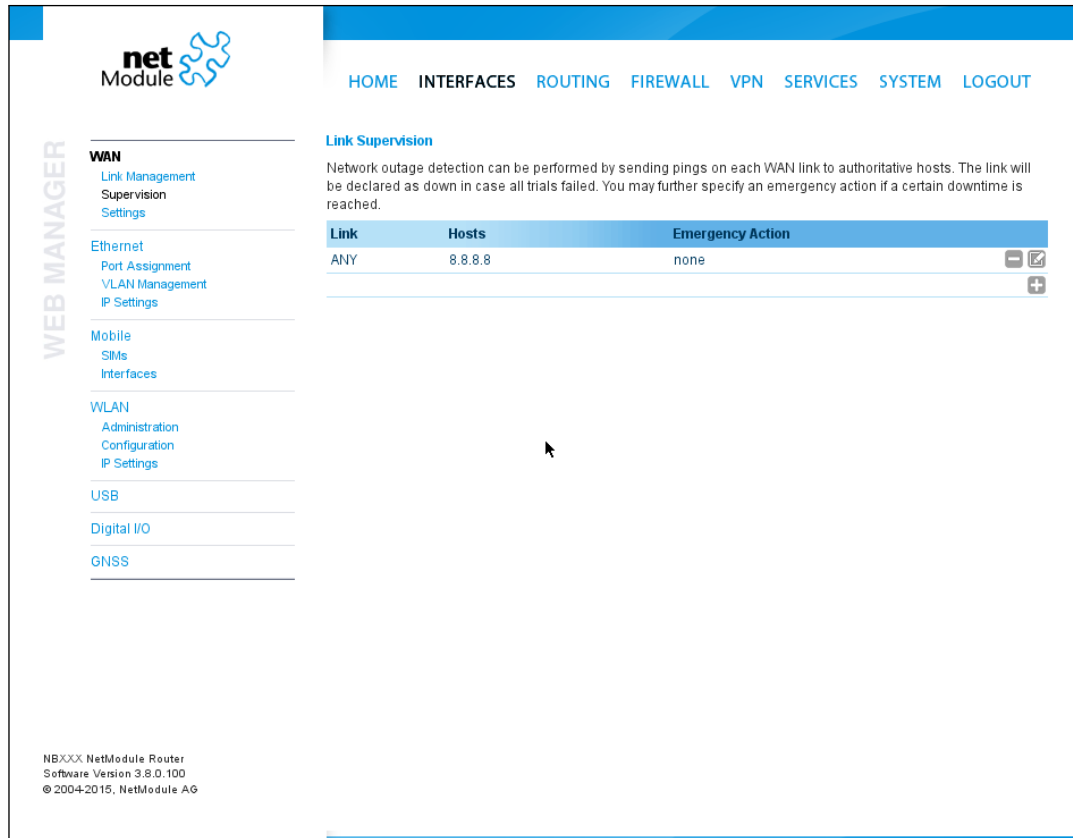 net
Module
HOME INTERFACES ROUTING FIREWALL VPN SERVICES SYSTEM LOGOUT
WEB MANAGER
WAN
Link Management
Supervision
Settings
Ethernet
Port Assignment
VLAN Management
IP Settings
Mobile
SIMs
Interfaces
WLAN
Administration
Configuration
IP Settings
USB
Digital I/O
GNSS
Link Supervision
Network outage detection can be performed by sending pings on each WAN link to authoritative hosts. The link will
be declared as down in case all trials failed. You may further specify an emergency action if a certain downtime is
reached.
Link Hosts Emergency Action
ANY 8.8.8.8 none
NBXXX NetModule Router
Software Version 3.8.0.100
© 2004-2015, NetModule AG